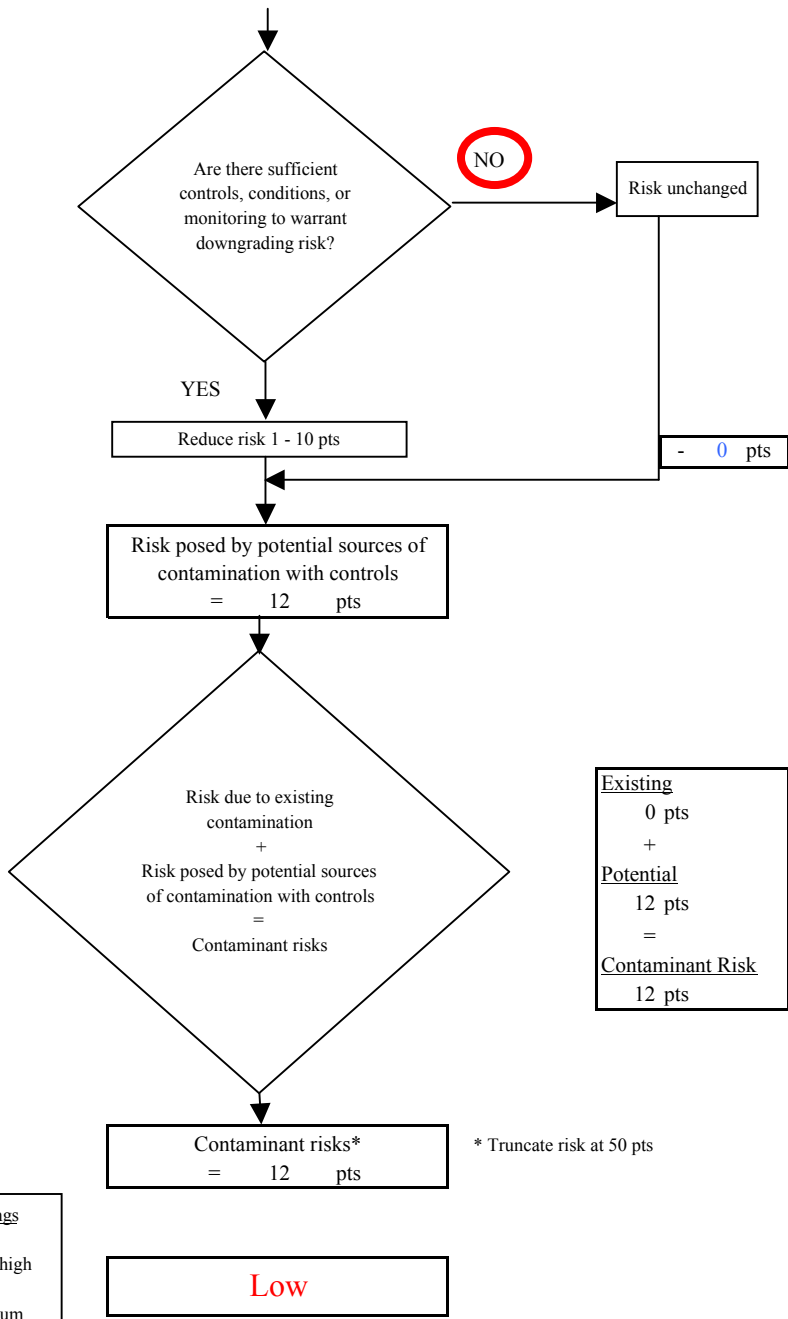 Are there sufficient
controls, conditions, or
monitoring to warrant
downgrading risk?
NO
Risk unchanged
YES
Reduce risk 1 - 10 pts
- 0 pts
Risk posed by potential sources of
contamination with controls
= 12 pts
Risk due to existing
contamination
+
Risk posed by potential sources
of contamination with controls
=
Contaminant risks
Existing
0 pts
+
Potential
12 pts
=
Contaminant Risk
12 pts
Contaminant risks*
= 12 pts
* Truncate risk at 50 pts
high
Low